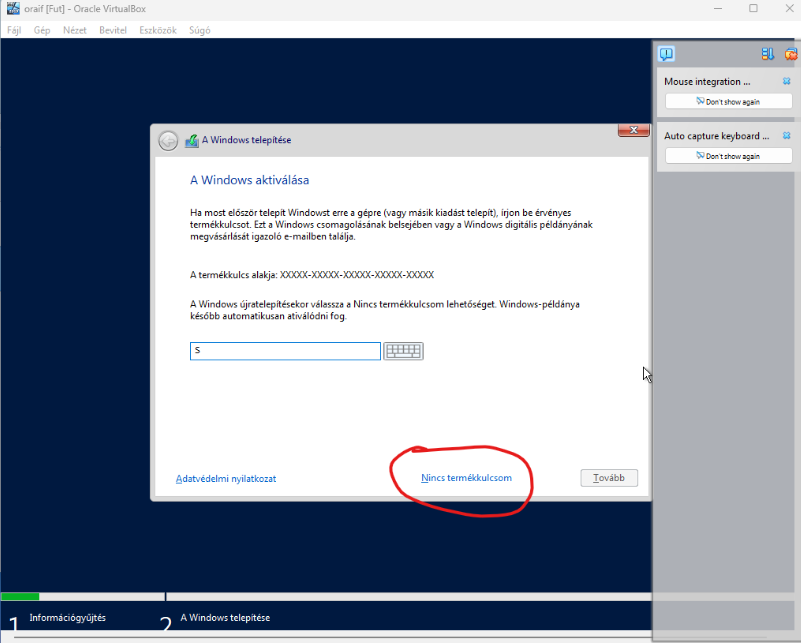 oraif [Fut] - Oracle VirtualBox
Fájl Gép Nézet Bevitel Eszközök Súgó
Mouse integration ...
Don't show again
Auto capture keyboard ...
Don't show again
A Windows telepítése
A Windows aktiválása
Ha most először telepít Windowst erre a gépre (vagy másik kiadást telepít), írjon be érvényes
termékkulcsot. Ezt a Windows csomagolásának belsejében vagy a Windows digitális példányának
megvásárlását igazoló e-mailben találja.
A termékkulcs alakja: XXXXX-XXXXX-XXXXX-XXXXX-XXXXX
A Windows újratelepítésekor válassza a Nincs termékkulcsom lehetőséget. Windows-példánya
később automatikusan ativálódni fog.
S
Adatvédelmi nyilatkozat
Nincs termékkulcsom
Tovább
1 Információgyűjtés
2 A Windows telepítése